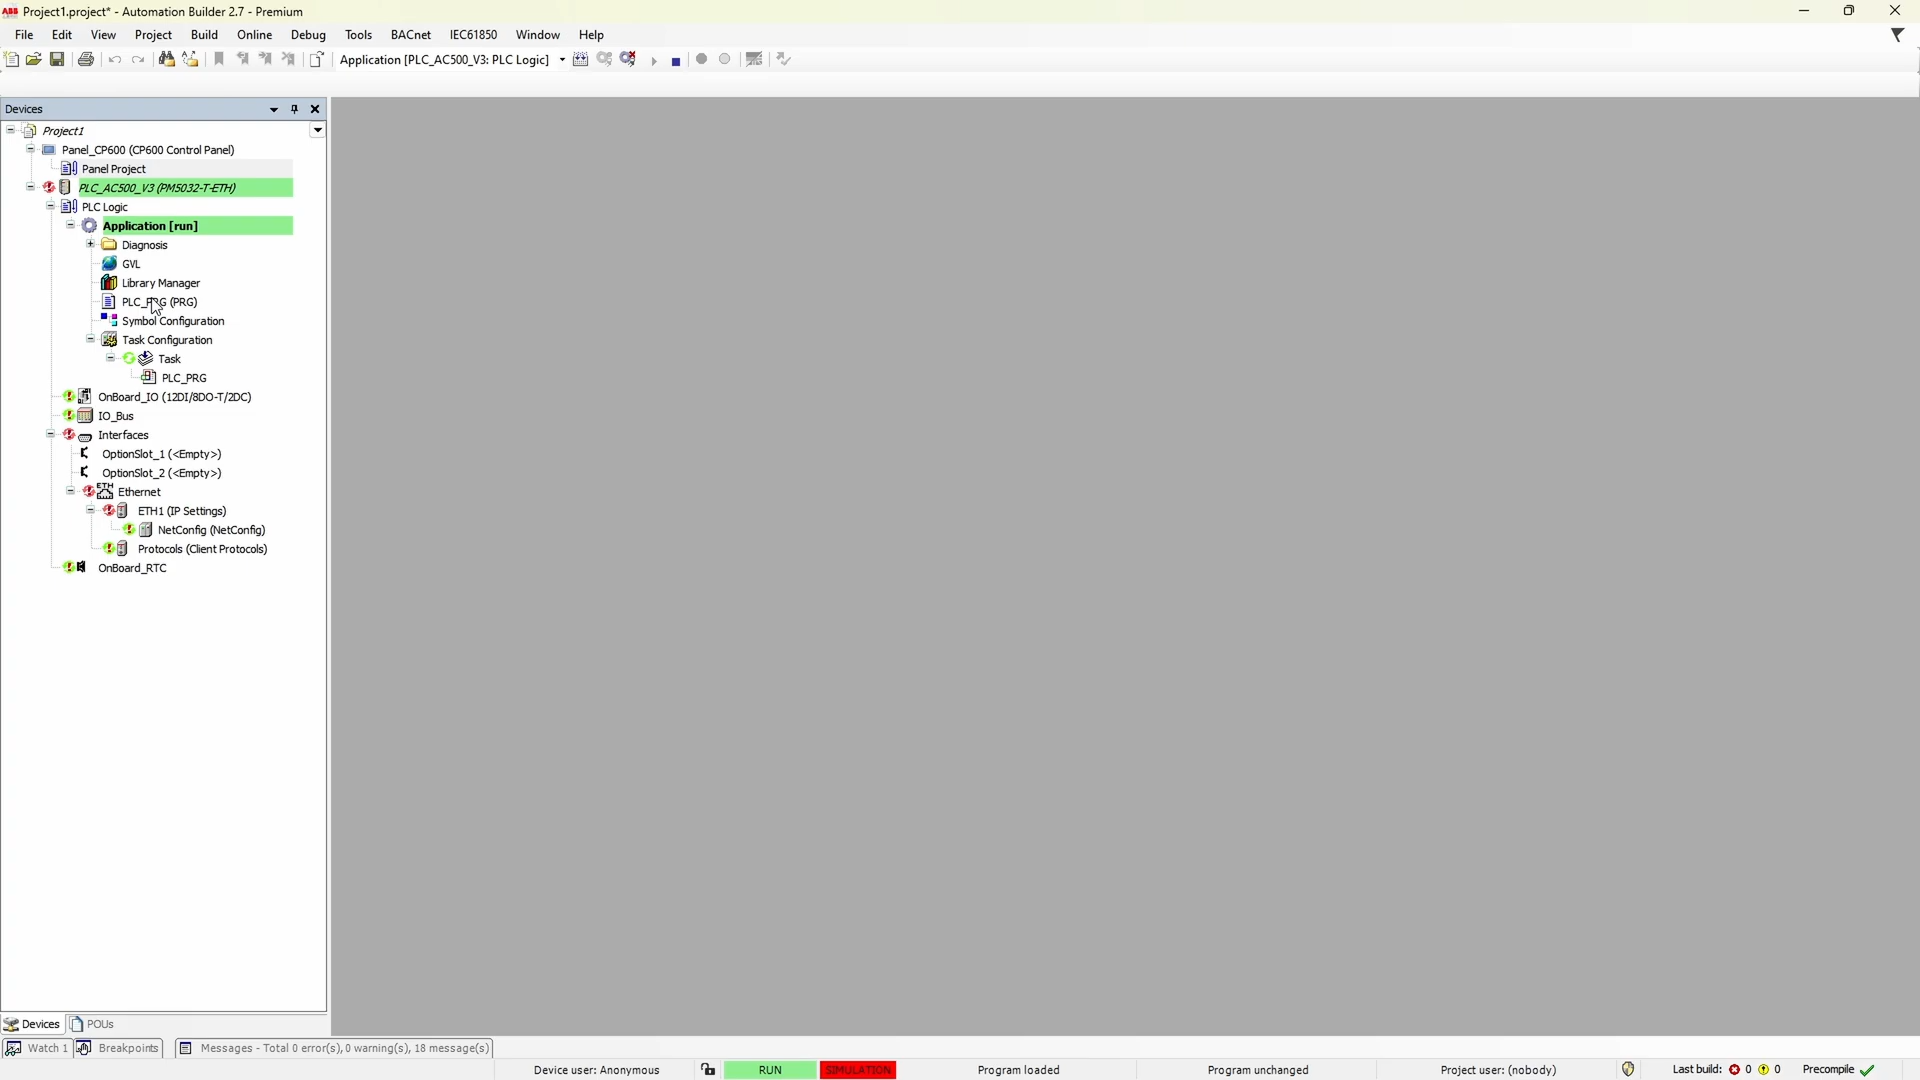 ABB Project1.project* - Automation Builder 2.7 - Premium
File Edit View Project Build Online Debug Tools BACnet IEC61850 Window Help
Application [PLC_AC500_V3: PLC Logic]
Devices
Project1
Panel_CP600 (CP600 Control Panel)
Panel Project
PLC_AC500_V3 (PM5032-T-ETH)
PLC Logic
Application [run]
Diagnosis
GVL
Library Manager
PLC_PRG (PRG)
Symbol Configuration
Task Configuration
Task
PLC_PRG
OnBoard_IO (12DI/8DO-T/2DC)
IO_Bus
Interfaces
OptionSlot_1 (<Empty>)
OptionSlot_2 (<Empty>)
ETH
Ethernet
ETH1 (IP Settings)
NetConfig (NetConfig)
Protocols (Client Protocols)
OnBoard_RTC
Devices POUs
Watch 1 Breakpoints Messages - Total 0 error(s), 0 warning(s), 18 message(s)
Device user: Anonymous RUN SIMULATION Program loaded Program unchanged Project user: (nobody) Last build: 0 0 Precompile